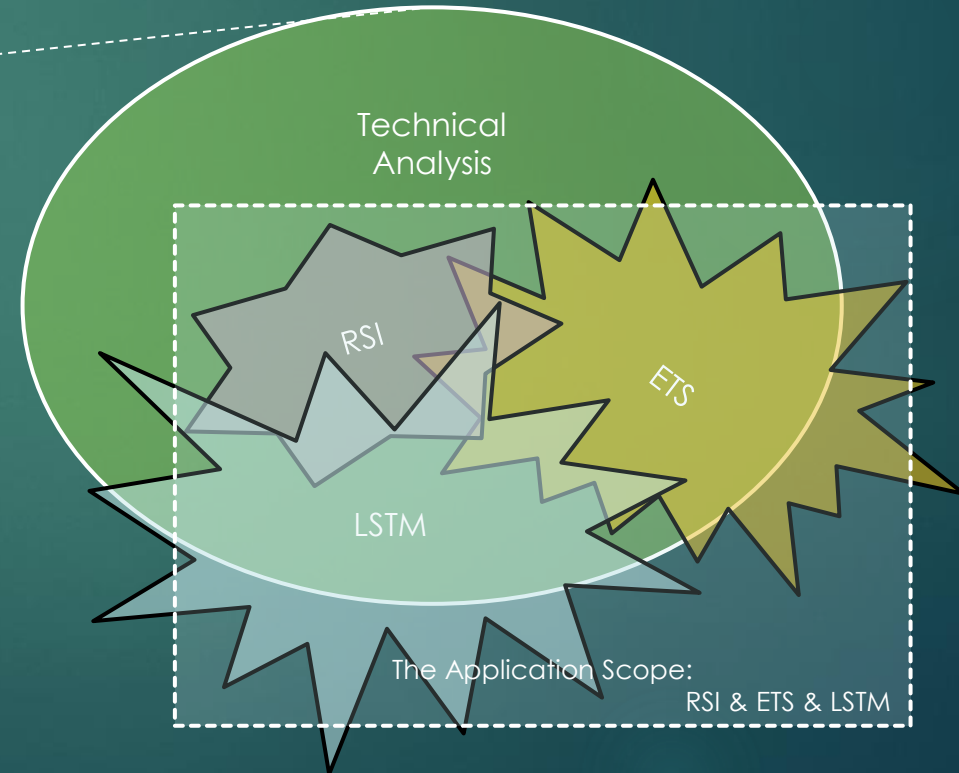 Technical
Analysis
RSI
ETS
LSTM
The Application Scope:
RSI & ETS & LSTM